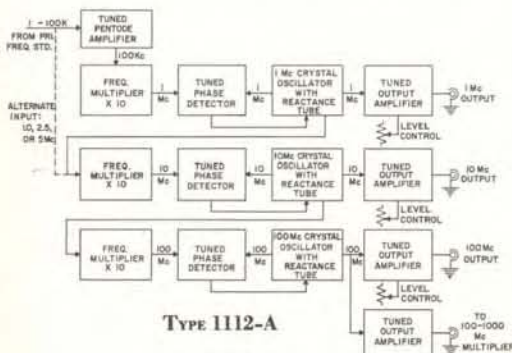 1 -100K
FROM PRI.
FREQ. STD.
TUNED
PENTODE
AMPLIFIER
100Kc
ALTERNATE
INPUT:
1.0, 2.5,
OR 5Mc
FREQ.
MULTIPLIER
X 10
1
Mc
TUNED
PHASE
DETECTOR
1
Mc
1 Mc CRYSTAL
OSCILLATOR
WITH
REACTANCE
TUBE
1
Mc
TUNED
OUTPUT
AMPLIFIER
1 Mc
OUTPUT
LEVEL
CONTROL
FREQ.
MULTIPLIER
X 10
10
Mc
TUNED
PHASE
DETECTOR
10
Mc
10Mc CRYSTAL
OSCILLATOR
WITH
REACTANCE
TUBE
10
Mc
TUNED
OUTPUT
AMPLIFIER
10 Mc
OUTPUT
LEVEL
CONTROL
FREQ.
MULTIPLIER
X 10
100
Mc
TUNED
PHASE
DETECTOR
100
Mc
100Mc CRYSTAL
OSCILLATOR
WITH
REACTANCE
TUBE
100
Mc
TUNED
OUTPUT
AMPLIFIER
100 Mc
OUTPUT
LEVEL
CONTROL
TYPE 1112-A
TUNED
OUTPUT
AMPLIFIER
TO
100-1000
Mc
MULTIPLIER